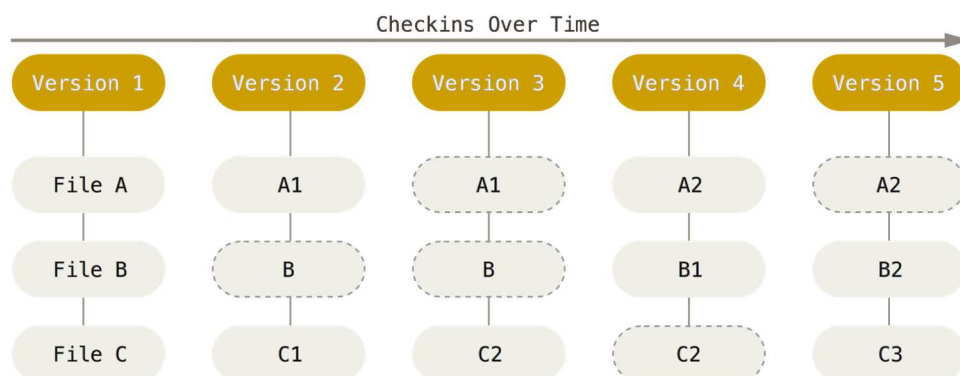 Checkins Over Time
Version 1 Version 2 Version 3 Version 4 Version 5
File A A1 A1 A2 A2
File B B B B1 B2
File C C1 C2 C2 C3